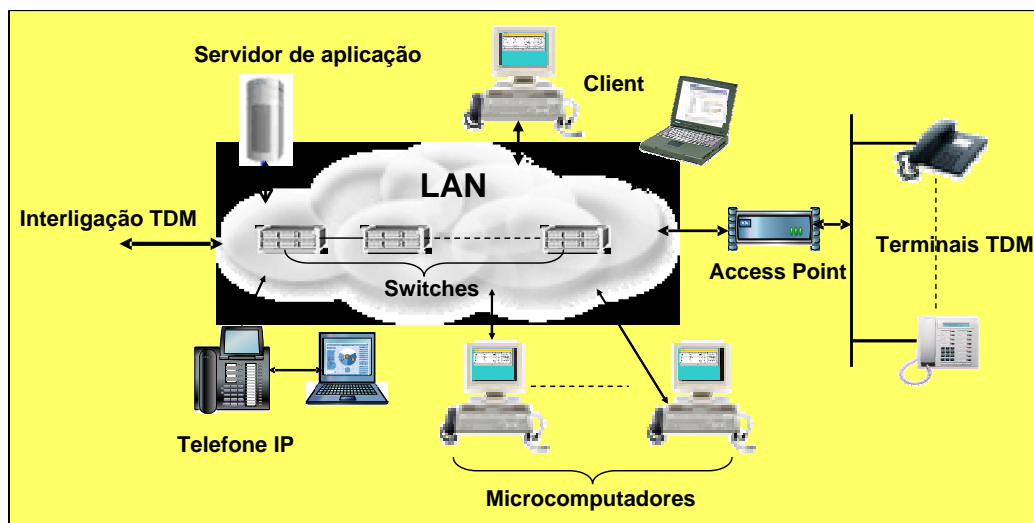 Servidor de aplicação
Client
LAN
Interligação TDM
Switches
Access Point
Terminais TDM
Telefone IP
Microcomputadores